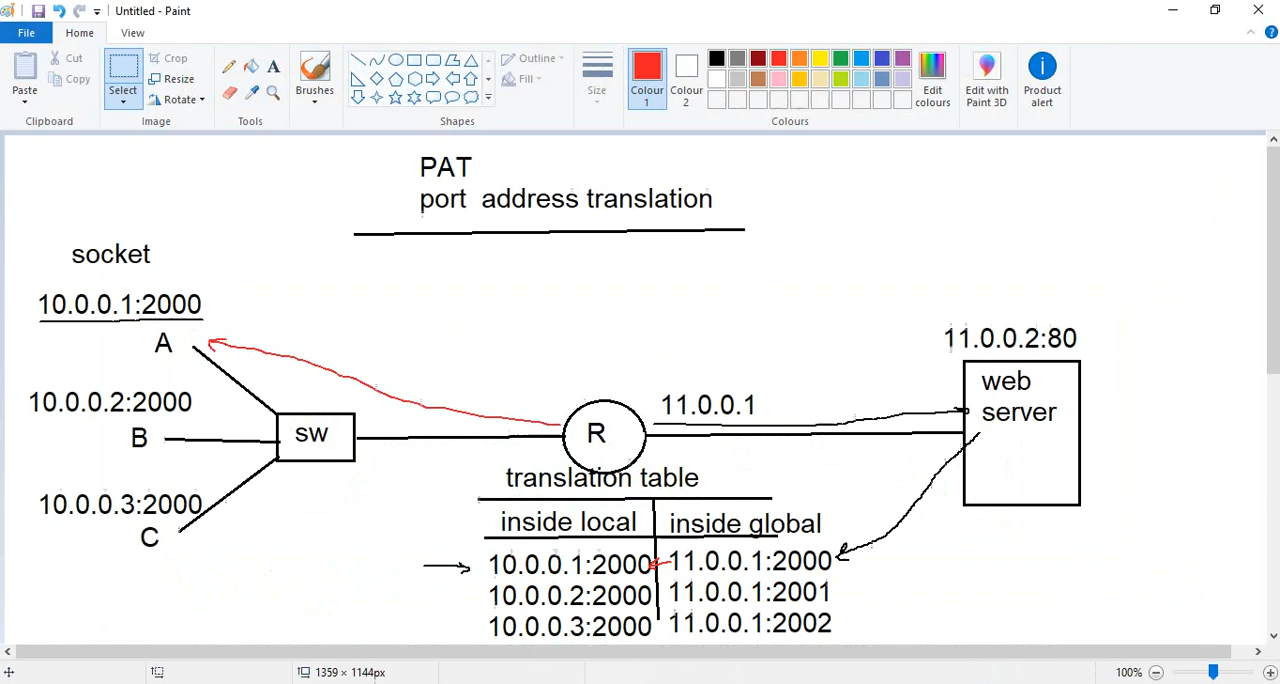 Untitled - Paint
File Home View
Paste
Cut
Copy
Clipboard
Select
Crop
Resize
Rotate
Image
Tools
Brushes
Shapes
Outline
Fill
Size
Colour 1
Colour 2
Colours
Edit colours
Edit with Paint 3D
Product alert
PAT
port address translation
socket
10.0.0.1:2000
A
10.0.0.2:2000
B
10.0.0.3:2000
C
sw
R
11.0.0.1
11.0.0.2:80
web
server
translation table
inside local inside global
10.0.0.1:2000 11.0.0.1:2000
10.0.0.2:2000 11.0.0.1:2001
10.0.0.3:2000 11.0.0.1:2002
1359 × 1144px
100%